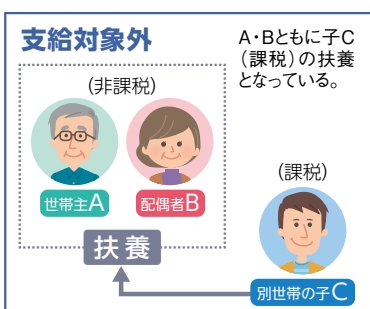 支給対象外
A・Bともに子C
(課税)の扶養
となっている。
(非課税)
世帯主A
配偶者B
扶養
(課税)
別世帯の子C